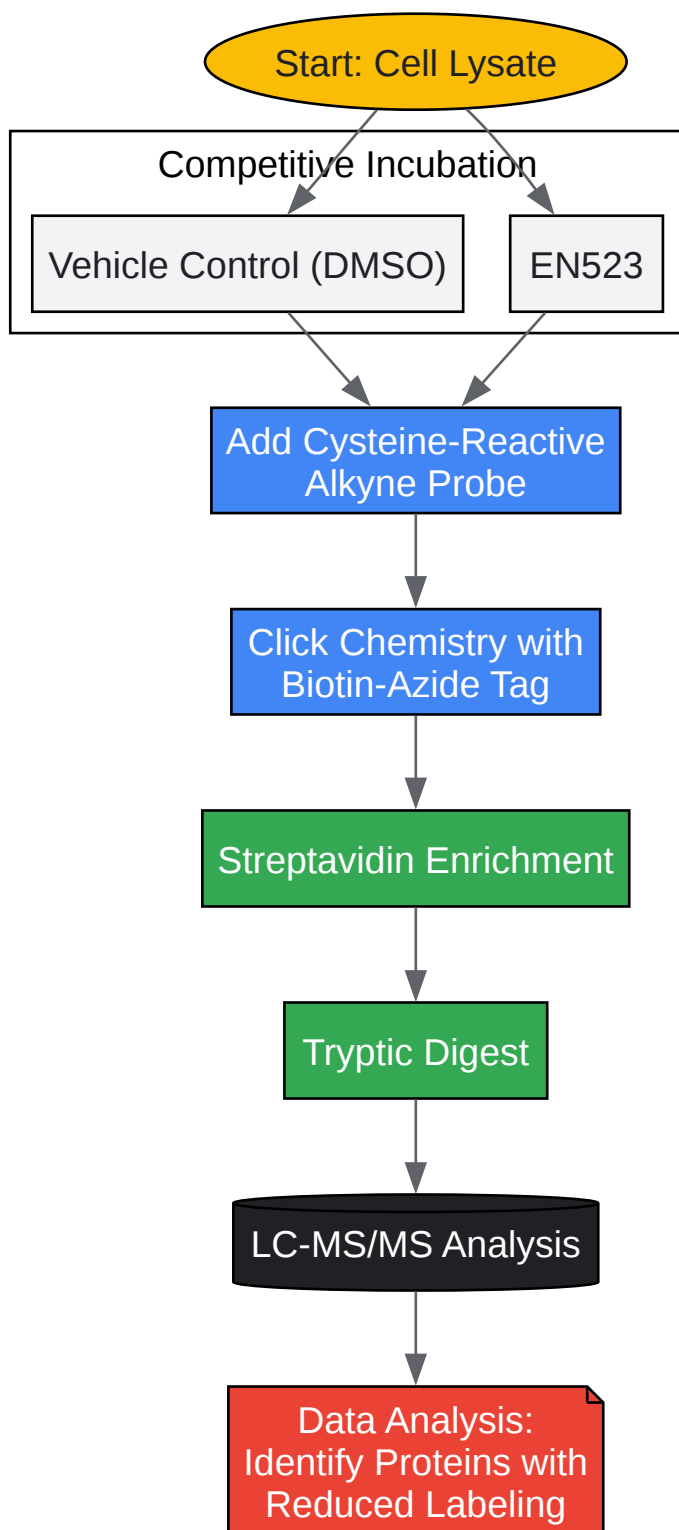 Start: Cell Lysate
Competitive Incubation
Vehicle Control (DMSO)
EN523
Add Cysteine-Reactive
Alkyne Probe
Click Chemistry with
Biotin-Azide Tag
Streptavidin Enrichment
Tryptic Digest
LC-MS/MS Analysis
Data Analysis:
Identify Proteins with
Reduced Labeling